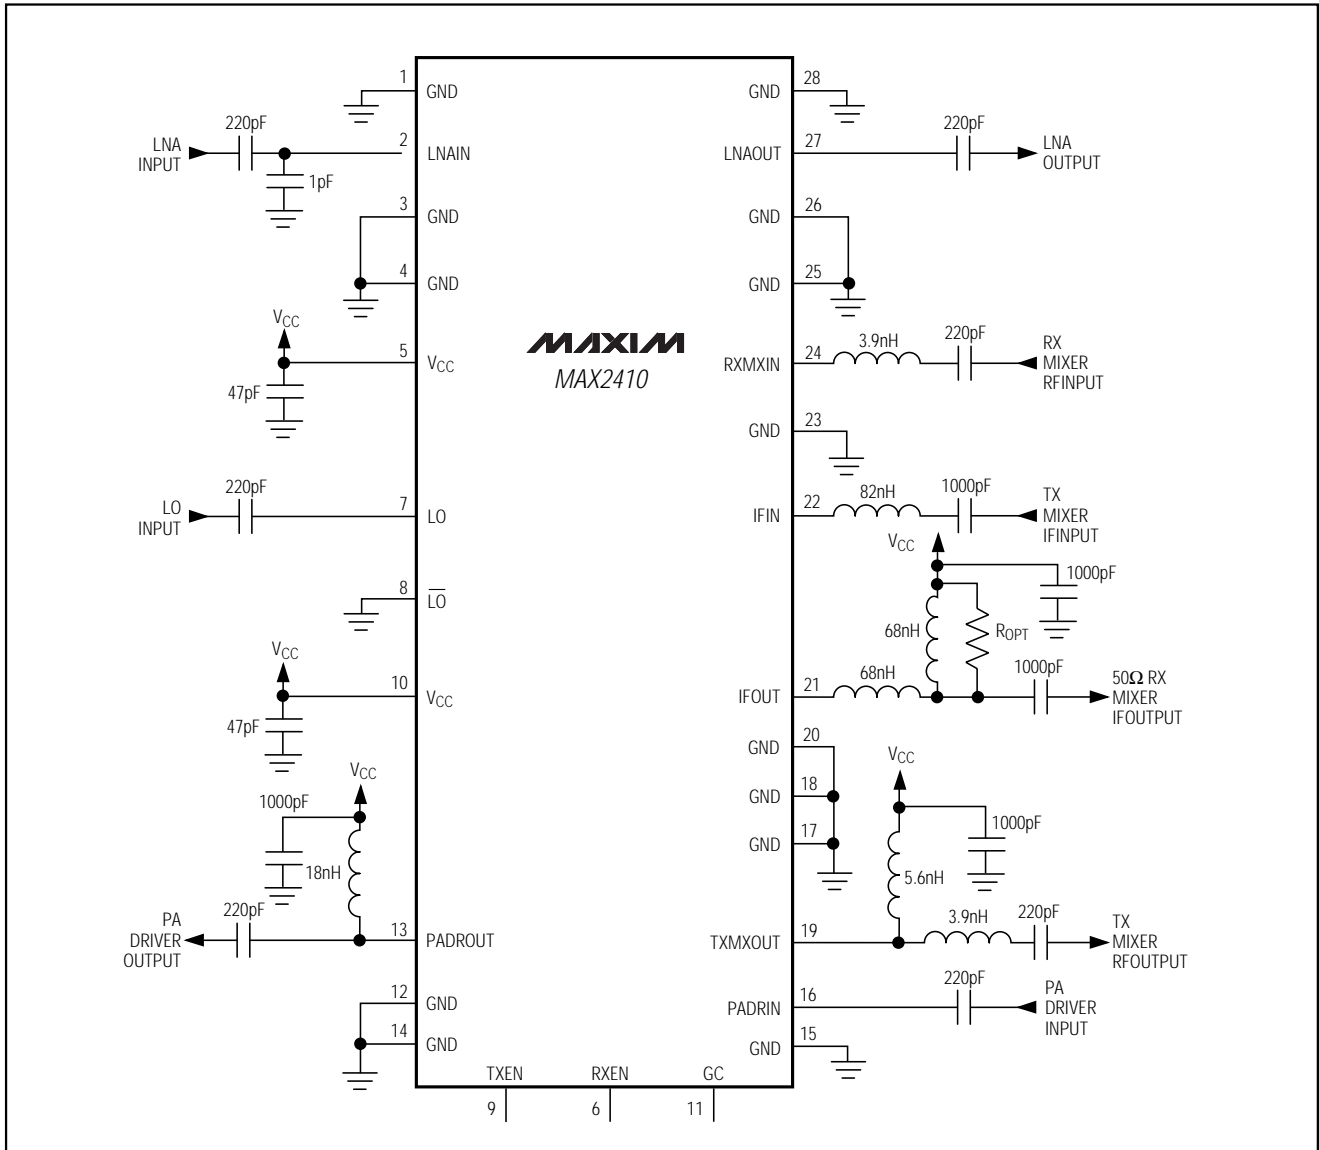 1
GND
220pF
LNA
INPUT
2
LNAIN
1pF
3
GND
4
GND
VCC
5
VCC
47pF
220pF
LO
INPUT
7
LO
8
L̅O̅
VCC
10
VCC
47pF
VCC
1000pF
18nH
220pF
PA
DRIVER
OUTPUT
13
PADROUT
12
GND
14
GND
MAXIM
MAX2410
TXEN
RXEN
GC
9
6
11
28
GND
220pF
LNA
OUTPUT
27
LNAOUT
26
GND
25
GND
3.9nH
220pF
RX
MIXER
RFINPUT
24
RXMXIN
23
GND
82nH
1000pF
TX
MIXER
IFINPUT
22
IFIN
VCC
1000pF
68nH
ROPT
68nH
1000pF
50Ω RX
MIXER
IFOUTPUT
21
IFOUT
20
GND
18
GND
17
GND
VCC
1000pF
5.6nH
3.9nH
220pF
TX
MIXER
RFOUTPUT
19
TXMXOUT
220pF
PA
DRIVER
INPUT
16
PADRIN
15
GND